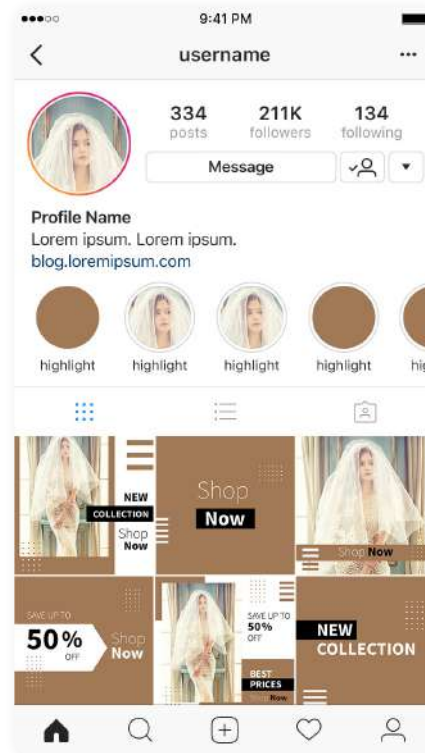 9:41 PM
username
334 211K 134
posts followers following
Message
Profile Name
Lorem ipsum. Lorem ipsum.
blog.loremipsum.com
highlight highlight highlight highlight
NEW
COLLECTION
Shop
Now
Shop
Now
Shop Now
SAVE UP TO
50%
OFF
Shop
Now
SAVE UP TO
50%
OFF
BEST
PRICES
Shop Now
NEW
COLLECTION